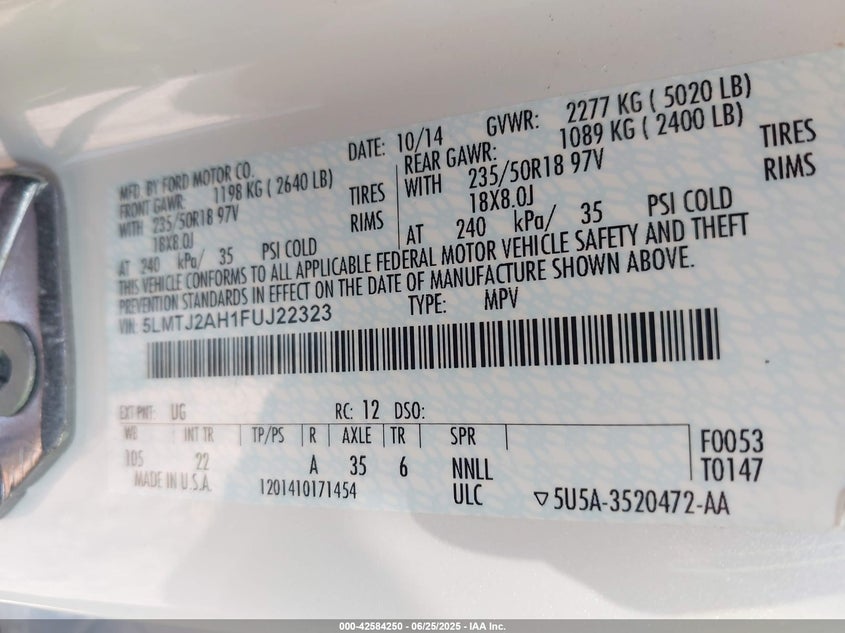 MFD. BY FORD MOTOR CO.
DATE: 10/14 GVWR: 2277 KG ( 5020 LB)
FRONT GAWR: 1198 KG ( 2640 LB)
WITH 235/50R18 97V TIRES
18X8.0J RIMS
AT 240 kPa/ 35 PSI COLD
REAR GAWR: 1089 KG ( 2400 LB)
WITH 235/50R18 97V TIRES
18X8.0J RIMS
AT 240 kPa/ 35 PSI COLD
THIS VEHICLE CONFORMS TO ALL APPLICABLE FEDERAL MOTOR VEHICLE SAFETY AND THEFT
PREVENTION STANDARDS IN EFFECT ON THE DATE OF MANUFACTURE SHOWN ABOVE.
VIN: 5LMTJ2AH1FUJ22323 TYPE: MPV
EXT PNT: UG RC: 12 DSO:
WB INT TR TP/PS R AXLE TR SPR
105 22 A 35 6 NNLL
F0053
T0147
MADE IN U.S.A. 1201410171454 ULC ▽5U5A-3520472-AA
000-42584250 - 06/25/2025 - IAA Inc.